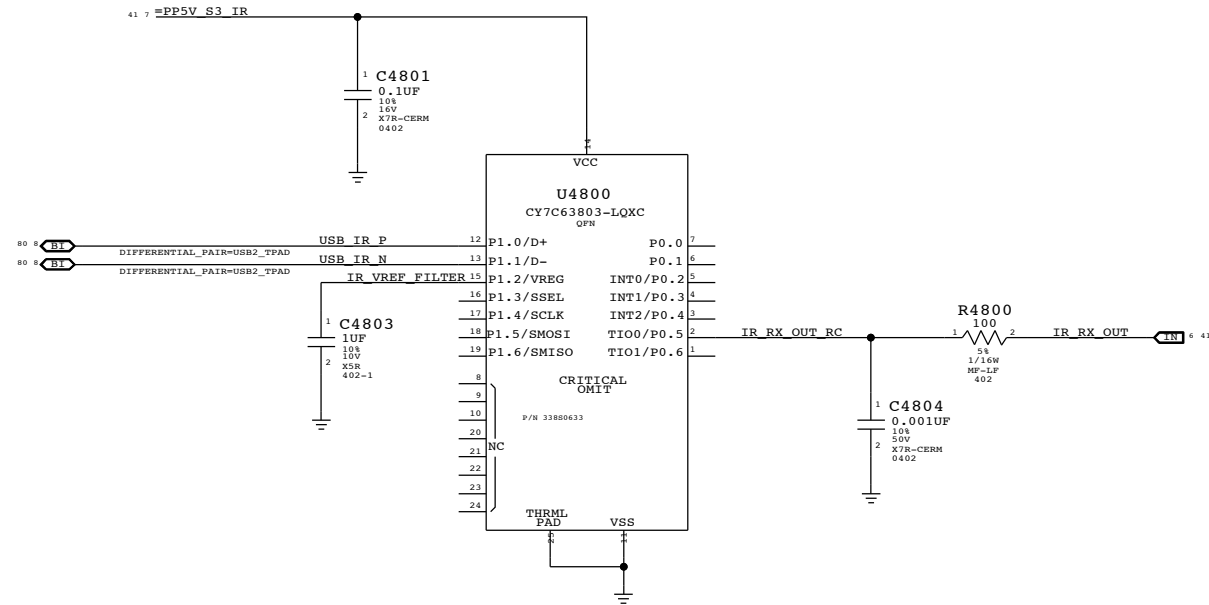 41 7 =PP5V_S3_IR
1 C4801
0.1UF
10%
16V
2 X7R-CERM
0402
14
VCC
U4800
CY7C63803-LQXC
QFN
80 8 BI USB_IR_P 12 P1.0/D+ P0.0 7
DIFFERENTIAL_PAIR=USB2_TPAD
80 8 BI USB_IR_N 13 P1.1/D- P0.1 6
DIFFERENTIAL_PAIR=USB2_TPAD
IR_VREF_FILTER 15 P1.2/VREG INT0/P0.2 5
16 P1.3/SSEL INT1/P0.3 4
17 P1.4/SCLK INT2/P0.4 3
18 P1.5/SMOSI TIO0/P0.5 2 IR_RX_OUT_RC
19 P1.6/SMISO TIO1/P0.6 1
1 C4803
1UF
10%
10V
2 X5R
402-1
R4800
100
1 2 IR_RX_OUT IN 6 41
5%
1/16W
MF-LF
402
CRITICAL
OMIT
P/N 338S0633
8
9
10
20
NC
21
22
23
24
1 C4804
0.001UF
10%
50V
2 X7R-CERM
0402
THRML
PAD VSS
25 11